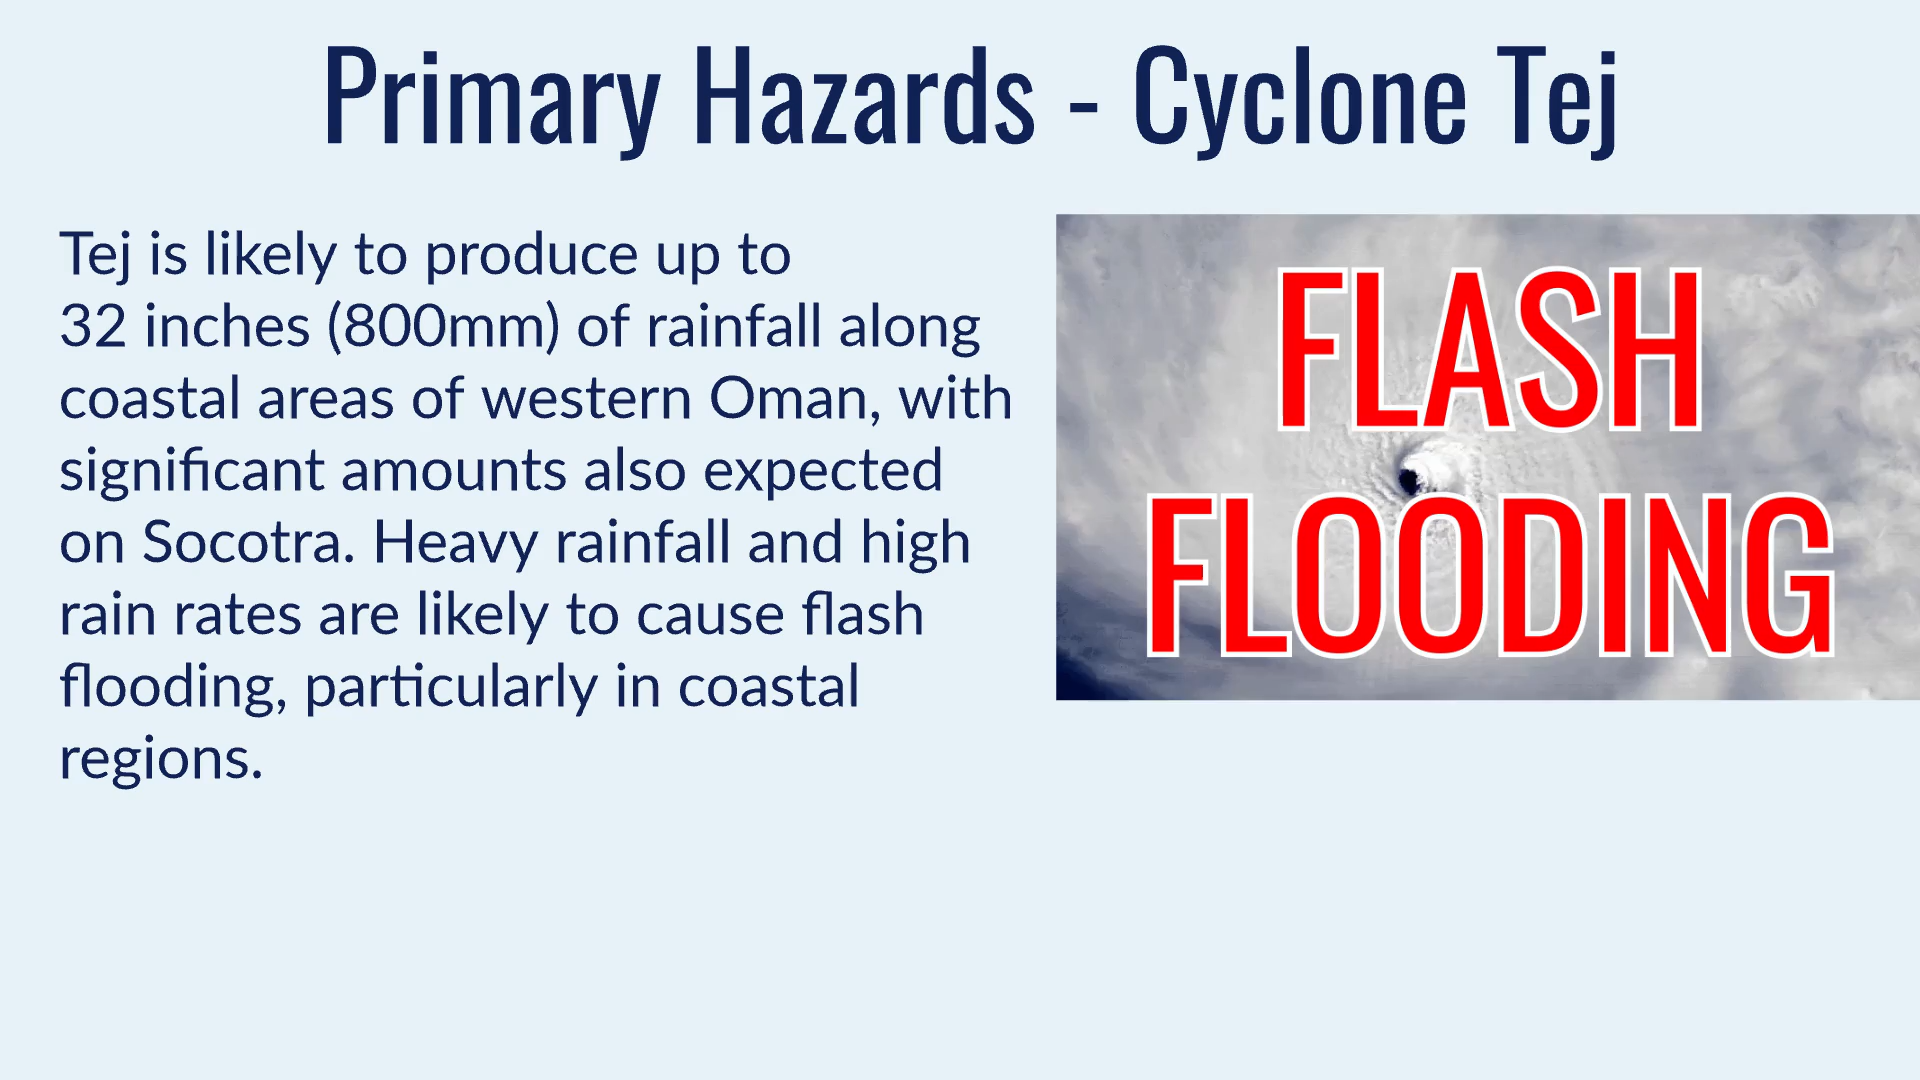 Primary Hazards - Cyclone Tej
Tej is likely to produce up to
32 inches (800mm) of rainfall along
coastal areas of western Oman, with
significant amounts also expected
on Socotra. Heavy rainfall and high
rain rates are likely to cause flash
flooding, particularly in coastal
regions.
FLASH
FLOODING